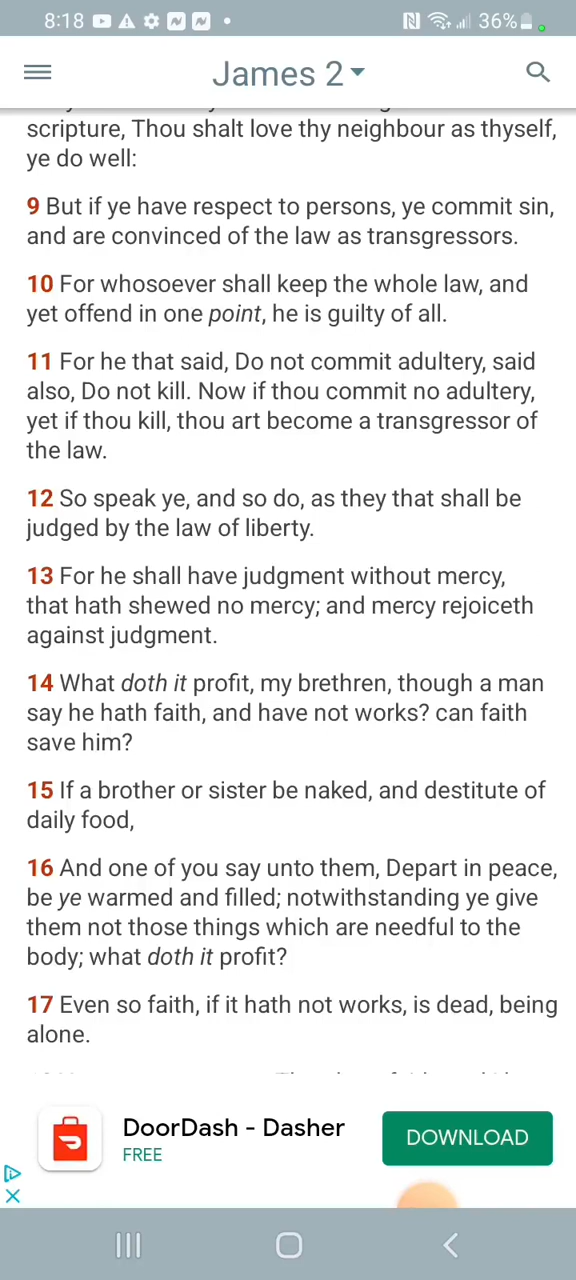 8:18
36%
James 2
scripture, Thou shalt love thy neighbour as thyself,
ye do well:
9 But if ye have respect to persons, ye commit sin,
and are convinced of the law as transgressors.
10 For whosoever shall keep the whole law, and
yet offend in one point, he is guilty of all.
11 For he that said, Do not commit adultery, said
also, Do not kill. Now if thou commit no adultery,
yet if thou kill, thou art become a transgressor of
the law.
12 So speak ye, and so do, as they that shall be
judged by the law of liberty.
13 For he shall have judgment without mercy,
that hath shewed no mercy; and mercy rejoiceth
against judgment.
14 What doth it profit, my brethren, though a man
say he hath faith, and have not works? can faith
save him?
15 If a brother or sister be naked, and destitute of
daily food,
16 And one of you say unto them, Depart in peace,
be ye warmed and filled; notwithstanding ye give
them not those things which are needful to the
body; what doth it profit?
17 Even so faith, if it hath not works, is dead, being
alone.
DoorDash - Dasher
FREE
DOWNLOAD